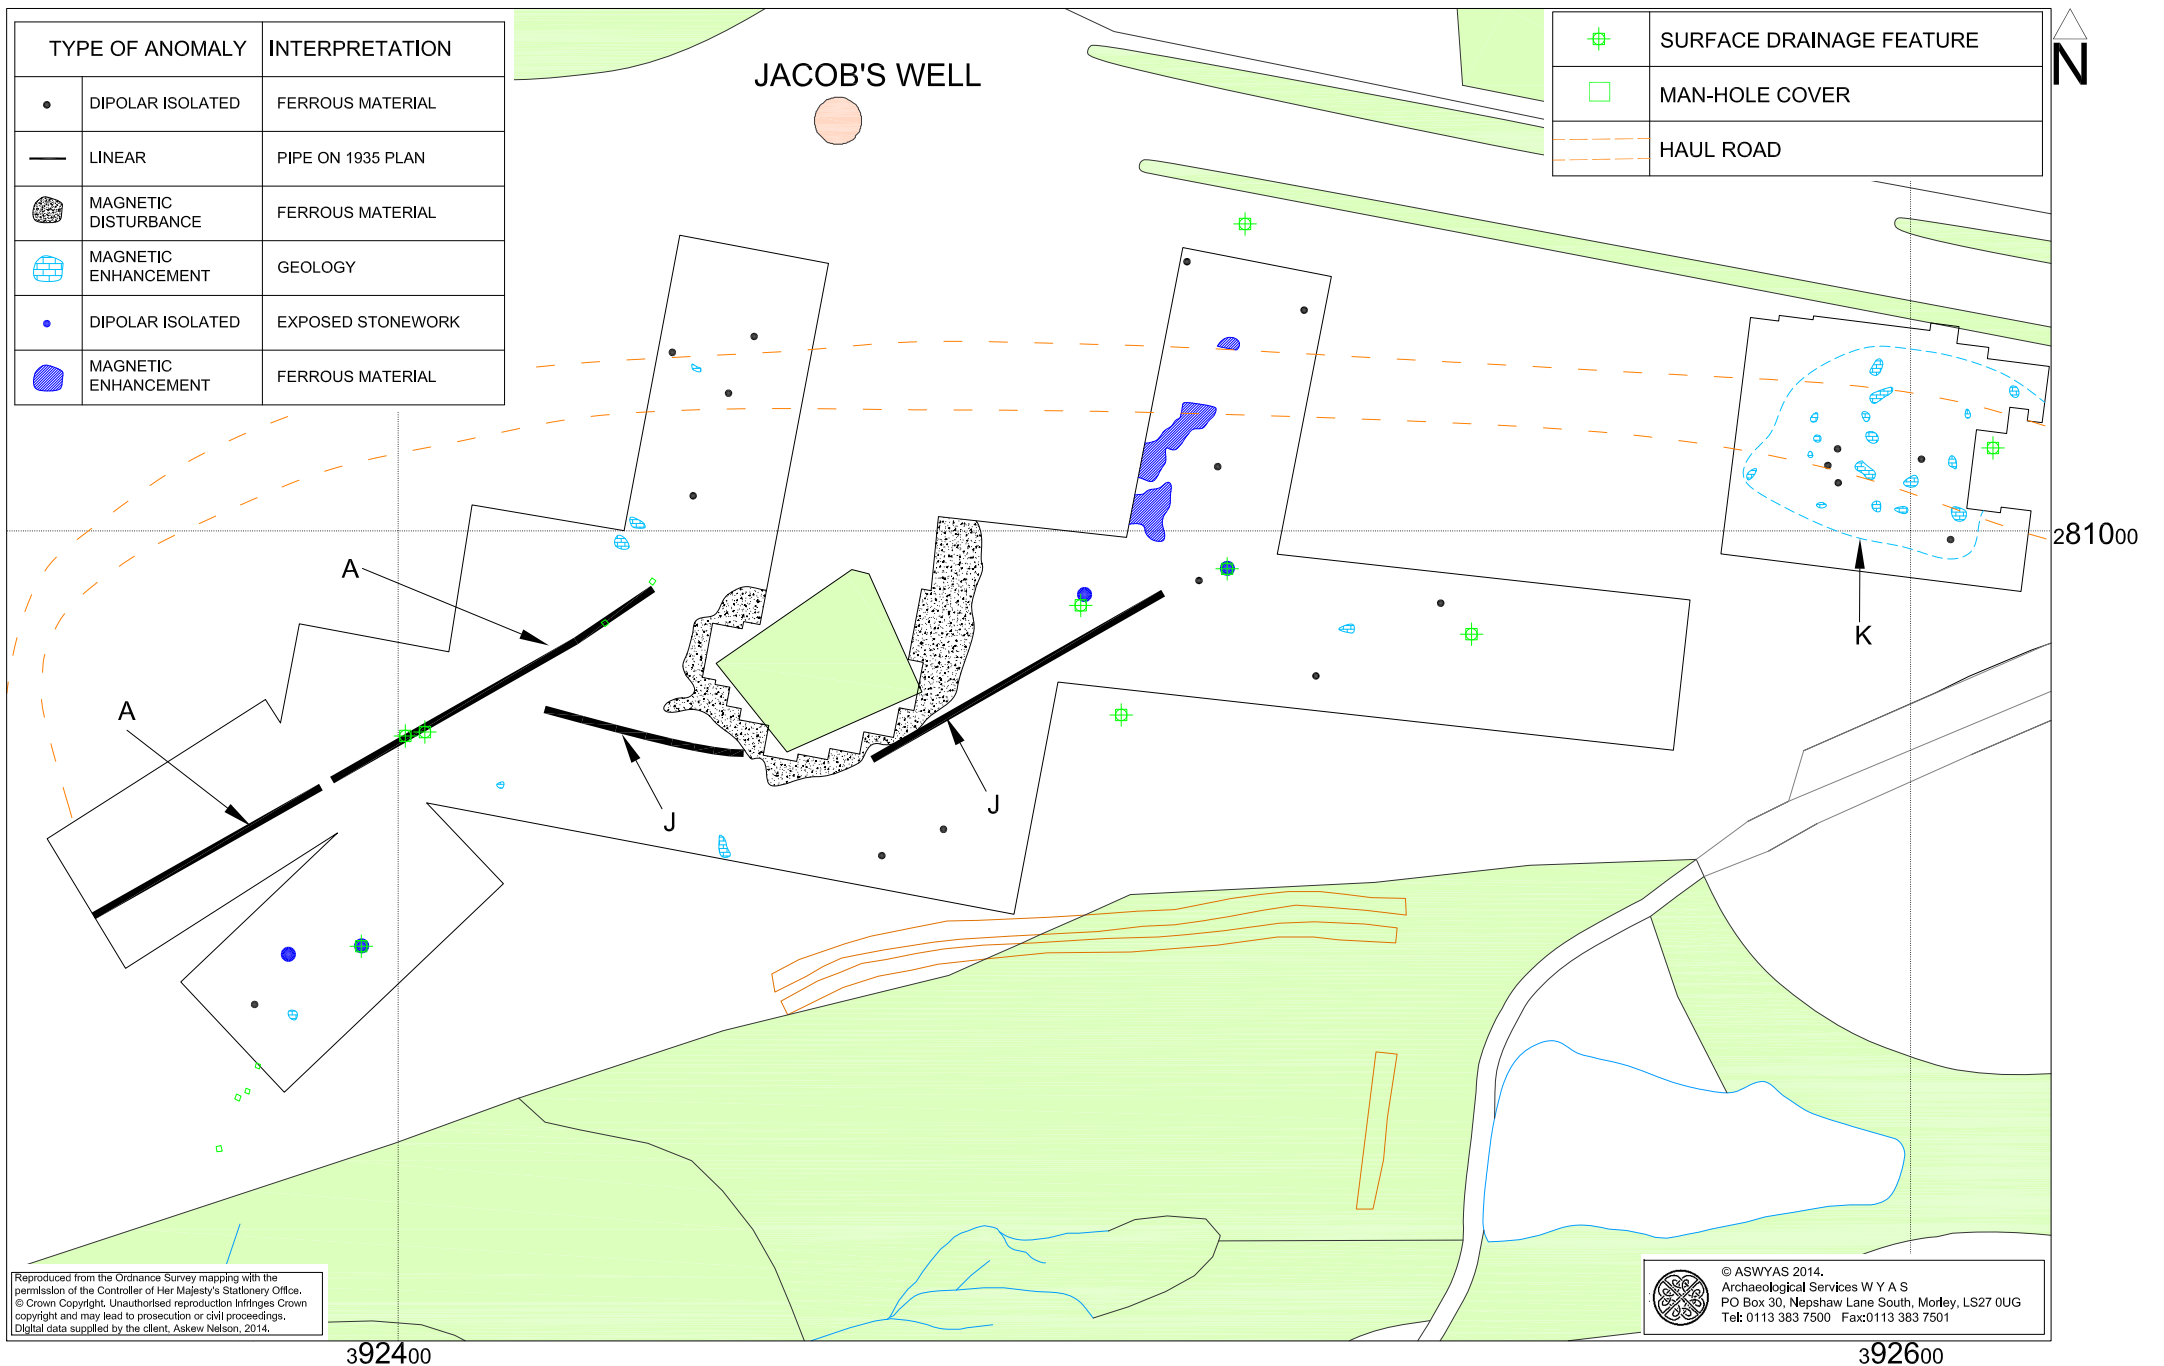 TYPE OF ANOMALY INTERPRETATION
DIPOLAR ISOLATED FERROUS MATERIAL
LINEAR PIPE ON 1935 PLAN
MAGNETIC
DISTURBANCE
FERROUS MATERIAL
MAGNETIC
ENHANCEMENT
GEOLOGY
DIPOLAR ISOLATED EXPOSED STONEWORK
MAGNETIC
ENHANCEMENT
FERROUS MATERIAL
JACOB'S WELL
SURFACE DRAINAGE FEATURE
MAN-HOLE COVER
HAUL ROAD
N
281000
A
A
K
J
J
Reproduced from the Ordnance Survey mapping with the
permission of the Controller of Her Majesty's Stationery Office.
© Crown Copyright. Unauthorised reproduction infringes Crown
copyright and may lead to prosecution or civil proceedings.
Digital data supplied by the client, Askew Nelson, 2014.
© ASWYAS 2014.
Archaeological Services W Y A S
PO Box 30, Nepshaw Lane South, Morley, LS27 0UG
Tel: 0113 383 7500 Fax:0113 383 7501
392400
392600